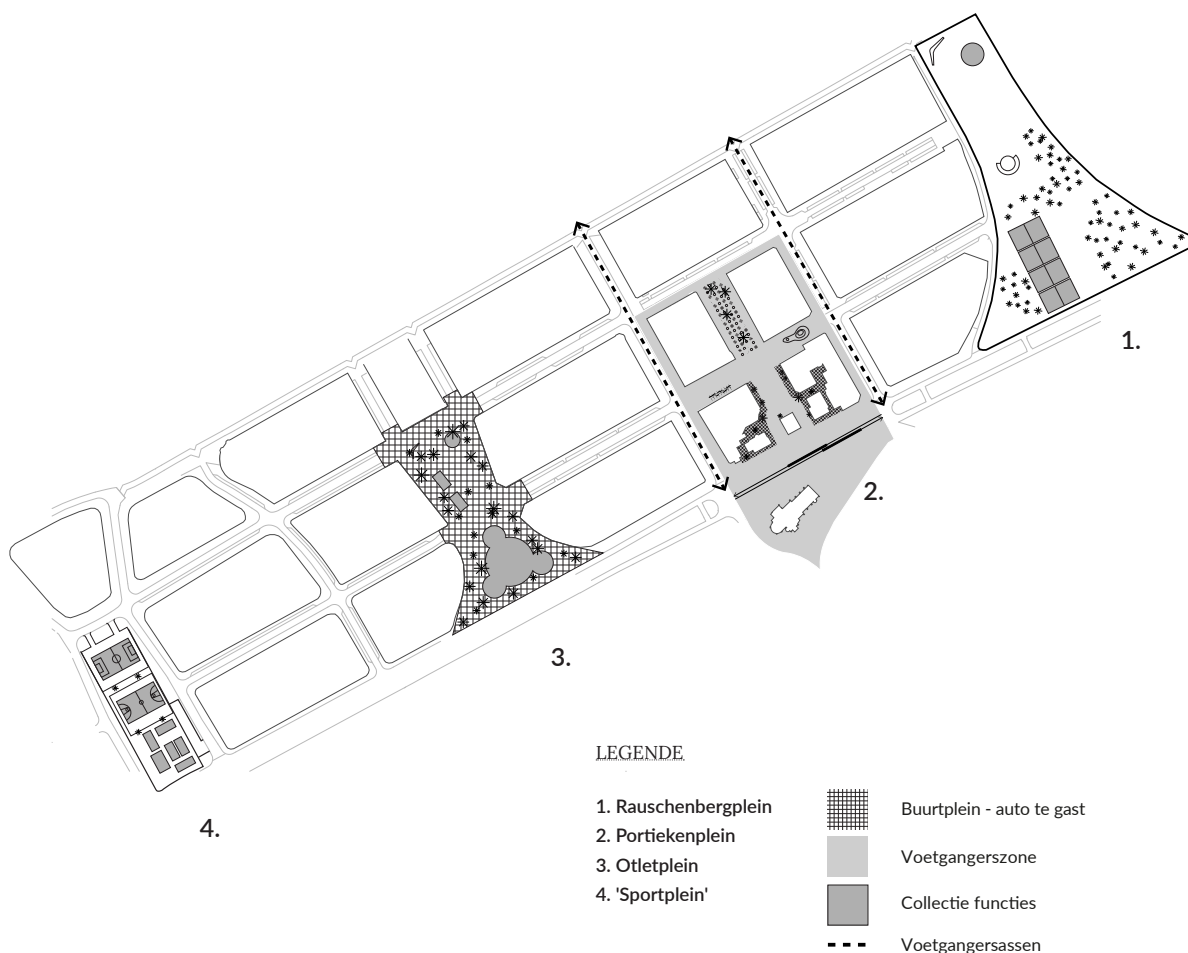 1.
2.
3.
4.
LEGENDE
1. Rauschenbergplein
2. Portiekenplein
3. Otletplein
4. 'Sportplein'
Buurtplein - auto te gast
Voetgangerszone
Collectie functies
Voetgangersassen